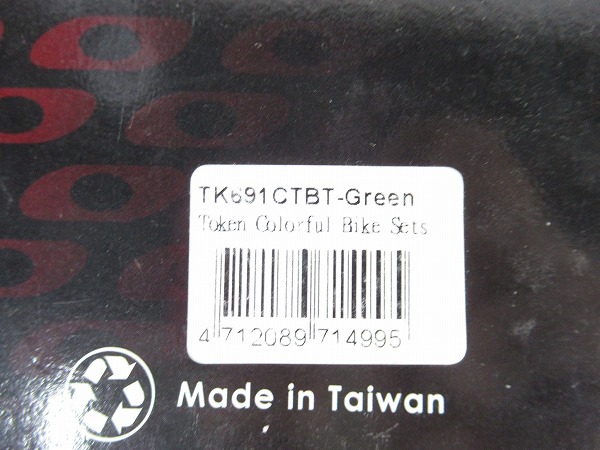 TK691CTBT-Green
Token Colorful Bike Sets
4 712089 714995
Made in Taiwan